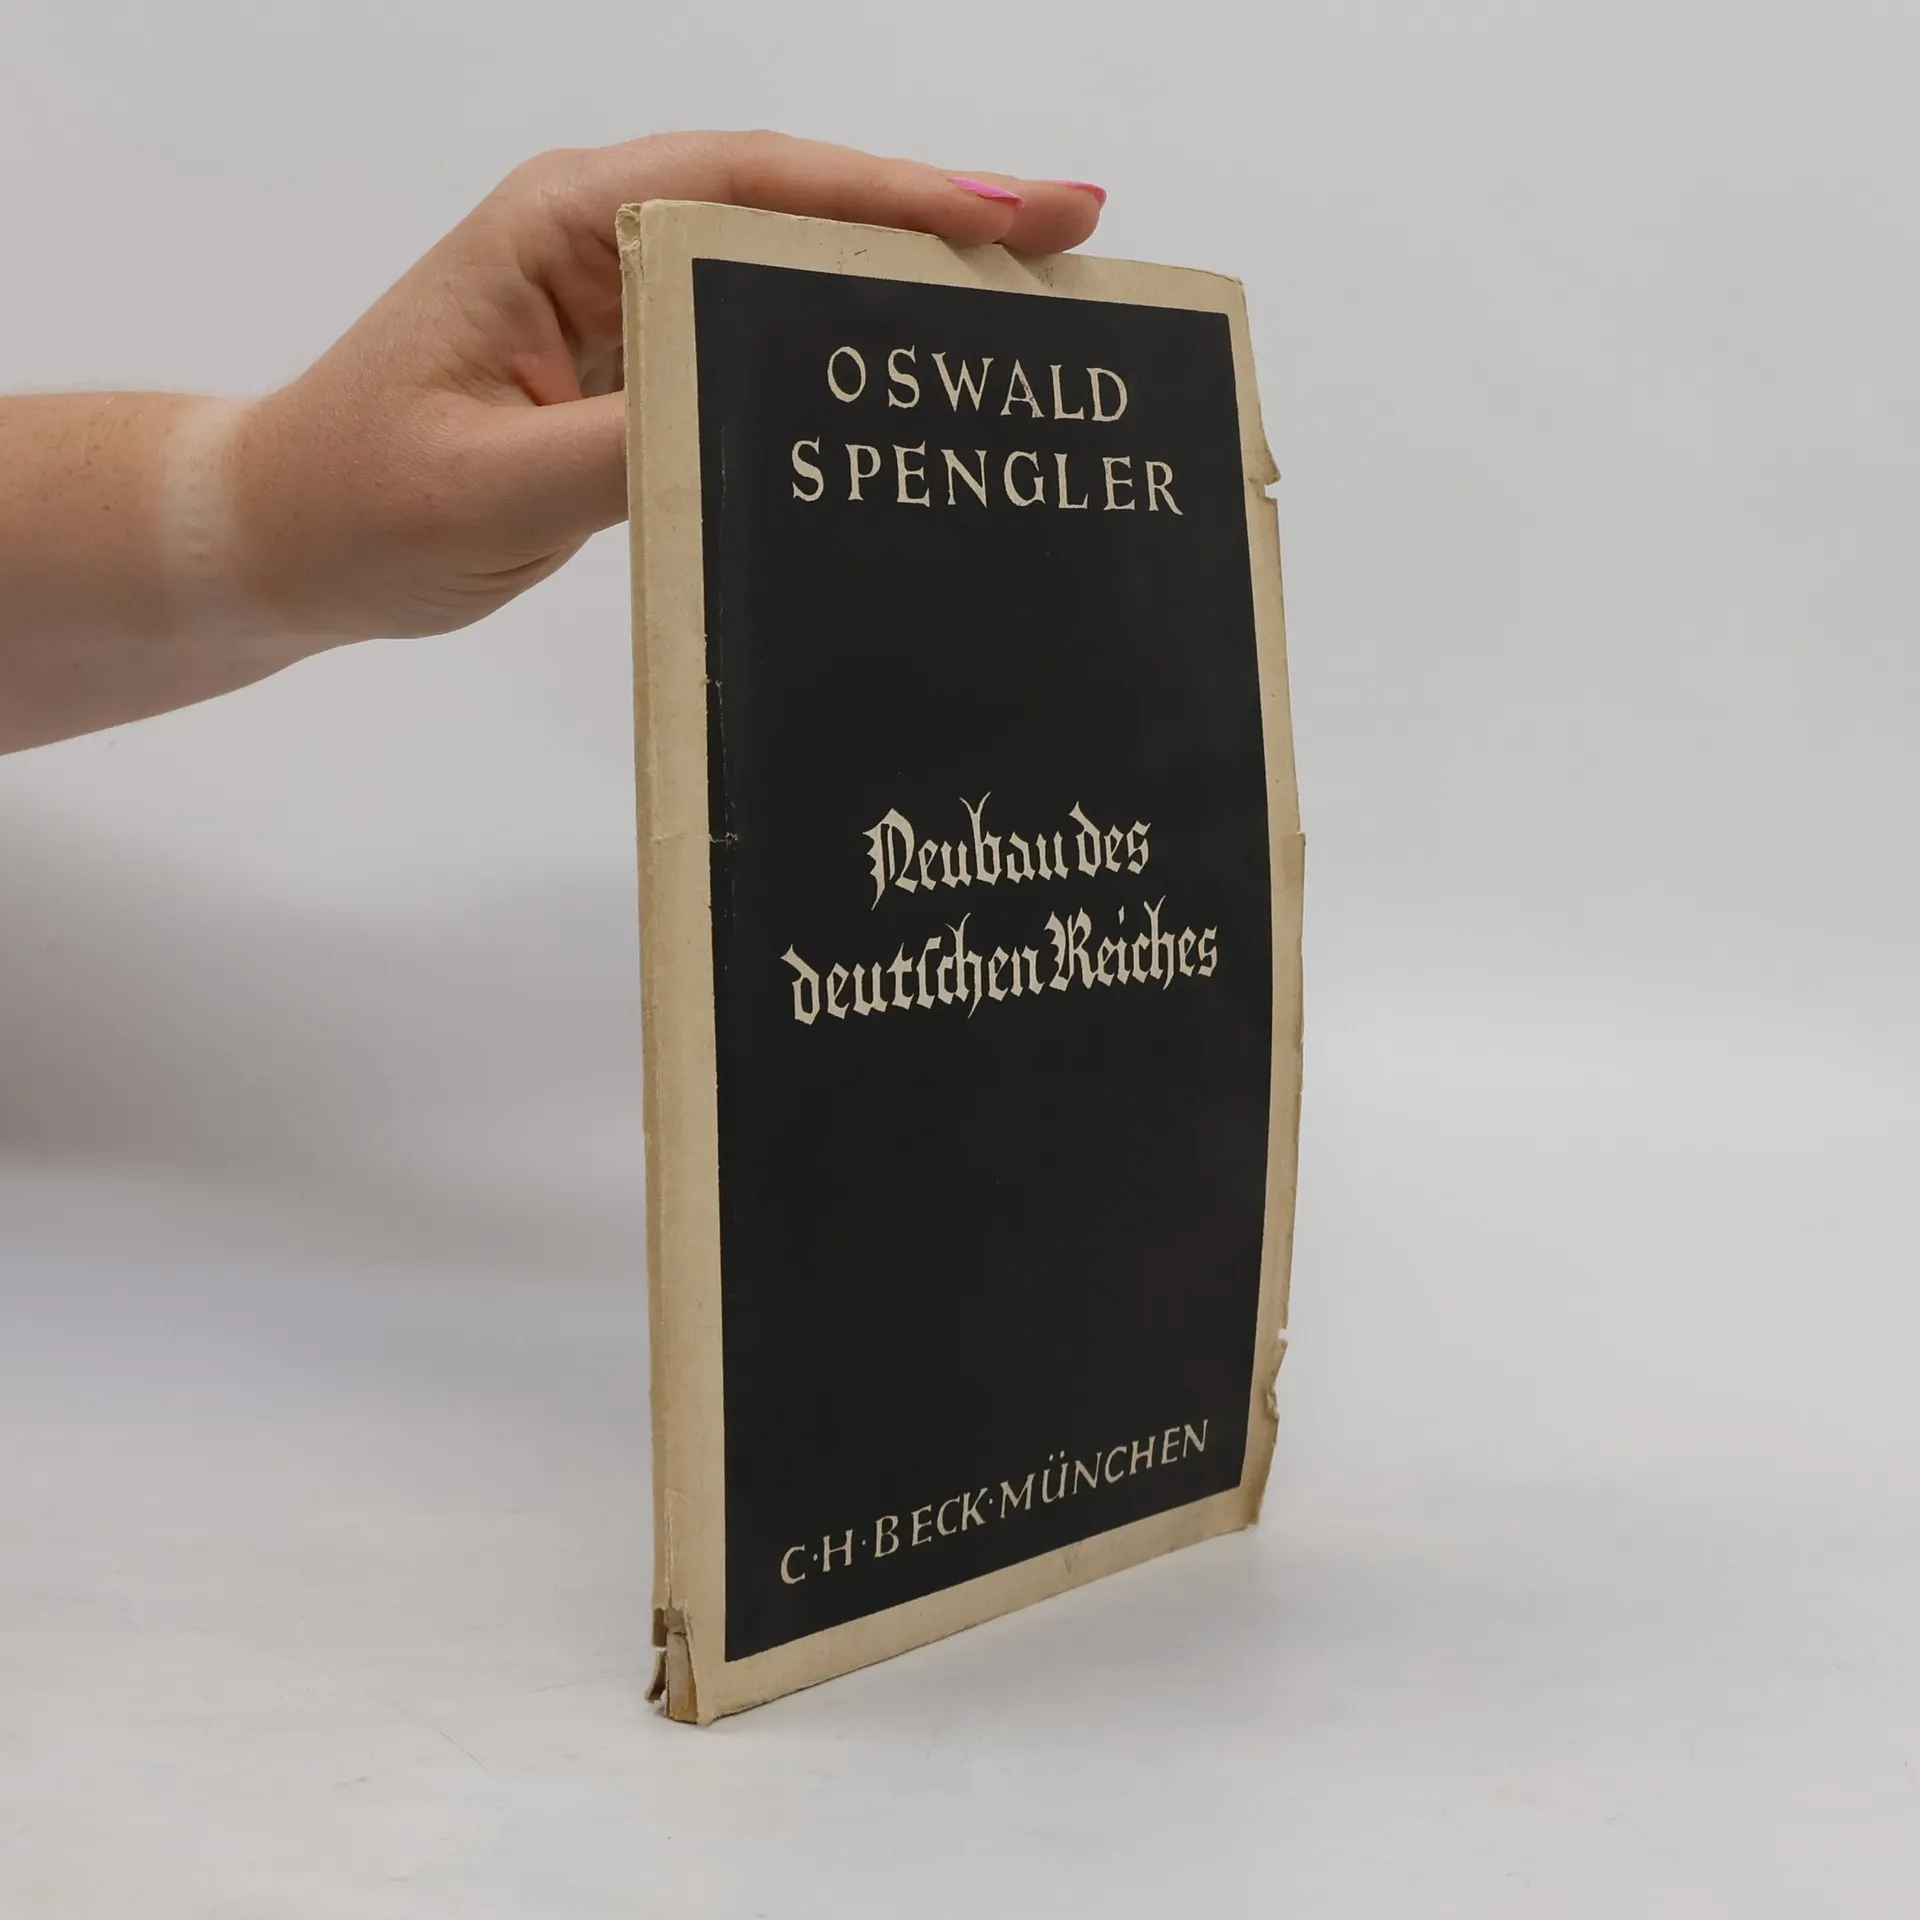 OSWALD
SPENGLER
Neubau des
deutſchen Reiches
C·H·BECK·MÜNCHEN